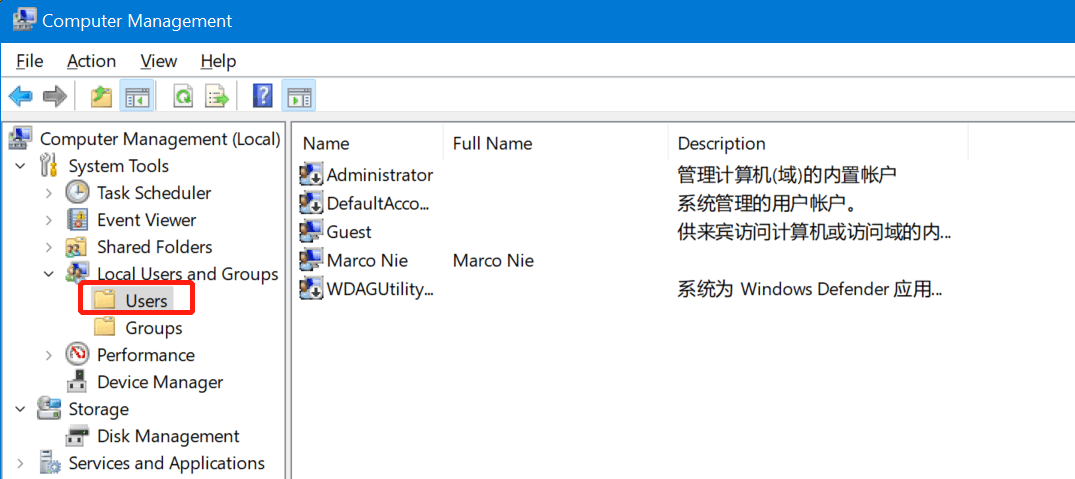 Computer Management
File Action View Help
Computer Management (Local)
System Tools
Task Scheduler
Event Viewer
Shared Folders
Local Users and Groups
Users
Groups
Performance
Device Manager
Storage
Disk Management
Services and Applications
Name Full Name Description
Administrator 管理计算机(域)的内置帐户
DefaultAcco... 系统管理的用户帐户。
Guest 供来宾访问计算机或访问域的内...
Marco Nie Marco Nie
WDAGUtility... 系统为 Windows Defender 应用...